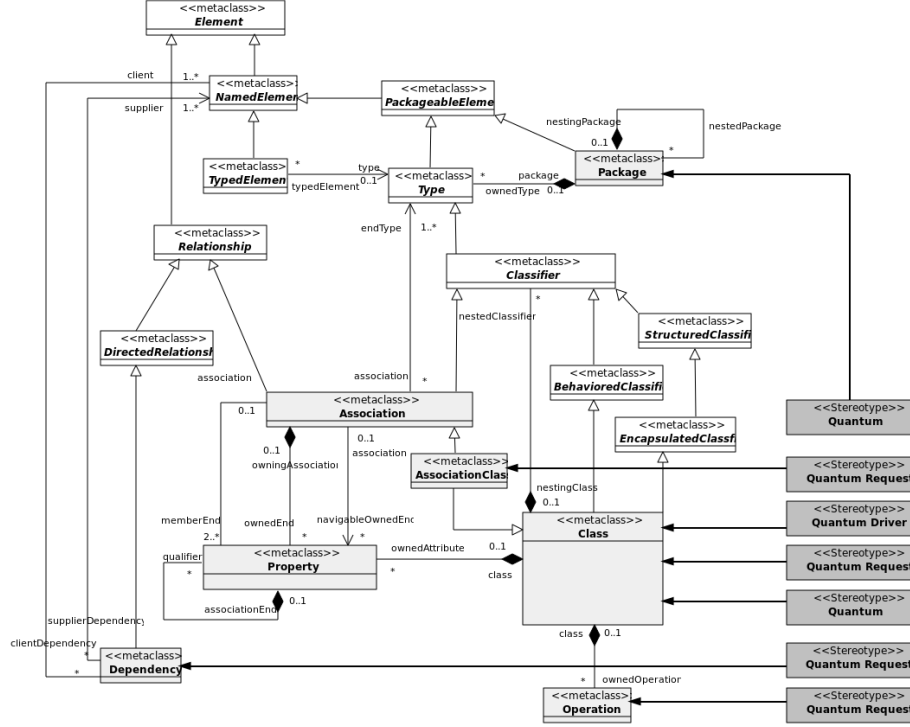 <<metaclass>>
Element
client
1..*
<<metaclass>>
NamedElemen
supplier
1..*
<<metaclass>>
PackageableEleme
nestingPackage
0..1
nestedPackage
*
<<metaclass>>
Package
<<metaclass>>
TypedElemen
*
typedElement
type
0..1
<<metaclass>>
Type
*
ownedType
package
0..1
endType
1..*
<<metaclass>>
Relationship
<<metaclass>>
Classifier
*
nestedClassifier
<<metaclass>>
StructuredClassifi
<<metaclass>>
DirectedRelationsh
<<metaclass>>
BehavioredClassifi
association
association
*
0..1
<<metaclass>>
Association
<<metaclass>>
EncapsulatedClassf
<<Stereotype>>
Quantum
0..1
owningAssociation
0..1
association
<<metaclass>>
AssociationClas
<<Stereotype>>
Quantum Request
nestingClass
0..1
<<Stereotype>>
Quantum Driver
memberEnd
2..*
ownedEnd
*
navigableOwnedEnd
*
<<metaclass>>
Class
<<metaclass>>
Property
ownedAttribute
*
0..1
class
<<Stereotype>>
Quantum Request
qualifier
*
associationEnd
0..1
<<Stereotype>>
Quantum
supplierDependency
*
clientDependency
*
<<metaclass>>
Dependency
class
0..1
<<Stereotype>>
Quantum Request
*
ownedOperation
<<metaclass>>
Operation
<<Stereotype>>
Quantum Request